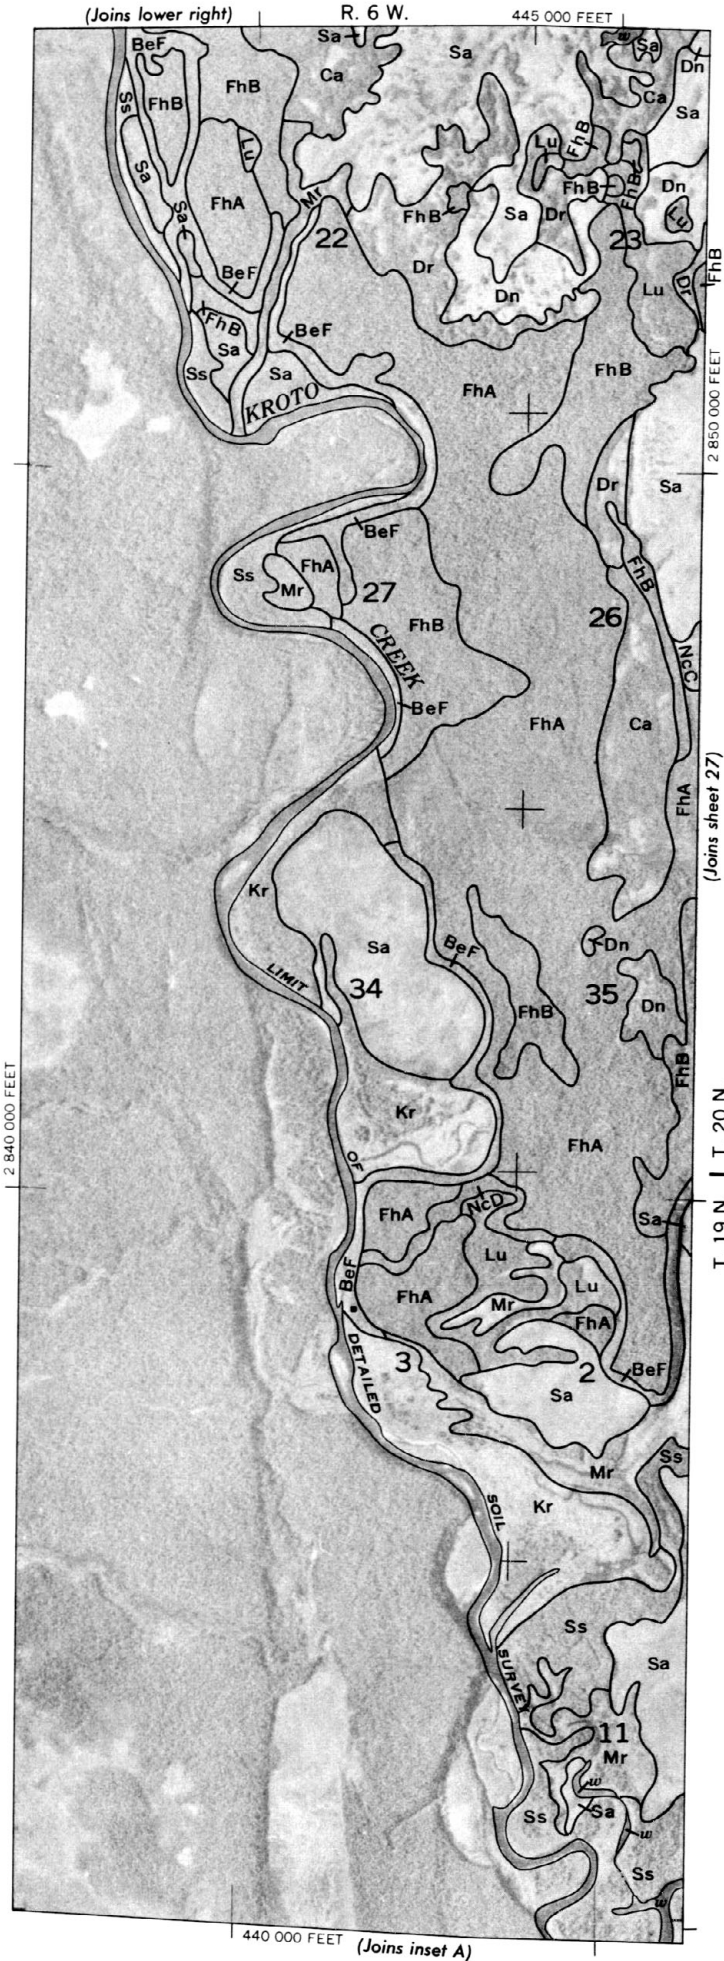 (Joins lower right) R. 6 W. 445 000 FEET
BeF Sa Sa w Sa Dn
Ss FhB FhB Ca Ca Sa
Sa FhA Lu Lu FhB FhB Dn
Sa Mr FhB Sa Dr FhB Lu
22 23
BeF Dr Dn Lu Dr FhB
FhB BeF
Sa
Ss Sa FhA FhB
KROTO
2 850 000 FEET
Dr Sa
BeF
Ss FhA FhB
Mr 27 26
FhB
CREEK
NcC
BeF FhA Ca
FhA
(Joins sheet 27)
Kr
Sa BeF Dn
LIMIT 34 35
FhB Dn
FhB
2 840 000 FEET
Kr
OF FhA
T. 19 N. | T. 20 N.
FhA NcD Sa
Lu
BeF Lu
FhA Mr
FhA
DETAILED 3 2 BeF
Sa
Mr Ss
SOIL Kr
Ss
SURVEY Sa
11
Mr
w
Ss Sa
w
Ss
w
440 000 FEET (Joins inset A)